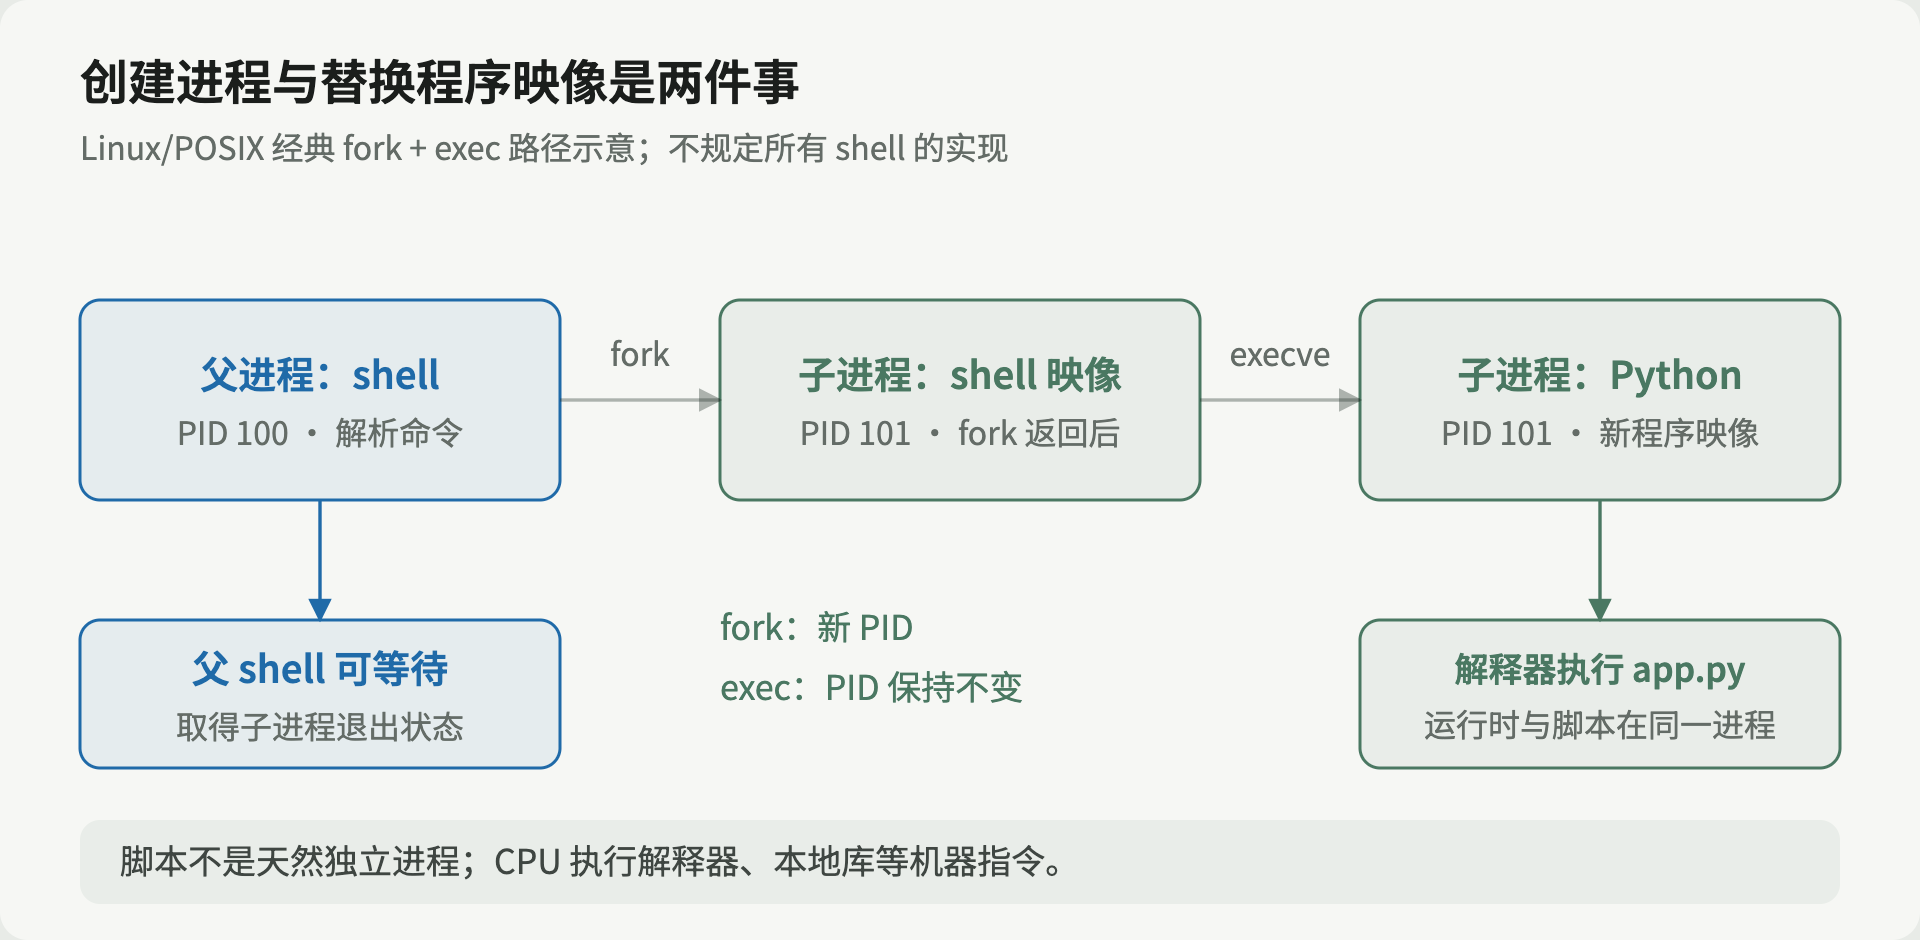 创建进程与替换程序映像是两件事
Linux/POSIX 经典 fork + exec 路径示意；不规定所有 shell 的实现
父进程：shell
PID 100 · 解析命令
fork
子进程：shell 映像
PID 101 · fork 返回后
execve
子进程：Python
PID 101 · 新程序映像
父 shell 可等待
取得子进程退出状态
fork：新 PID
exec：PID 保持不变
解释器执行 app.py
运行时与脚本在同一进程
脚本不是天然独立进程；CPU 执行解释器、本地库等机器指令。